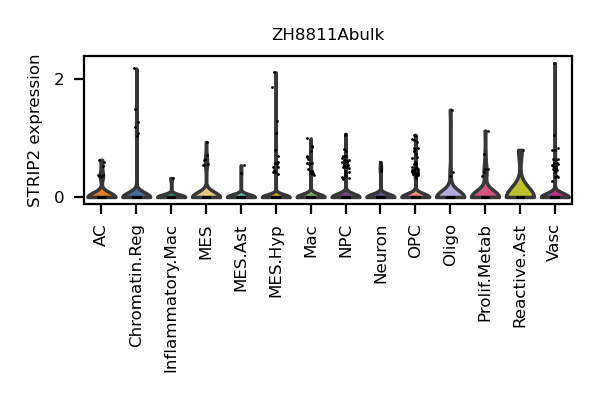 ZH8811Abulk
STRIP2 expression
2
0
AC
Chromatin.Reg
Inflammatory.Mac
MES
MES.Ast
MES.Hyp
Mac
NPC
Neuron
OPC
Oligo
Prolif.Metab
Reactive.Ast
Vasc